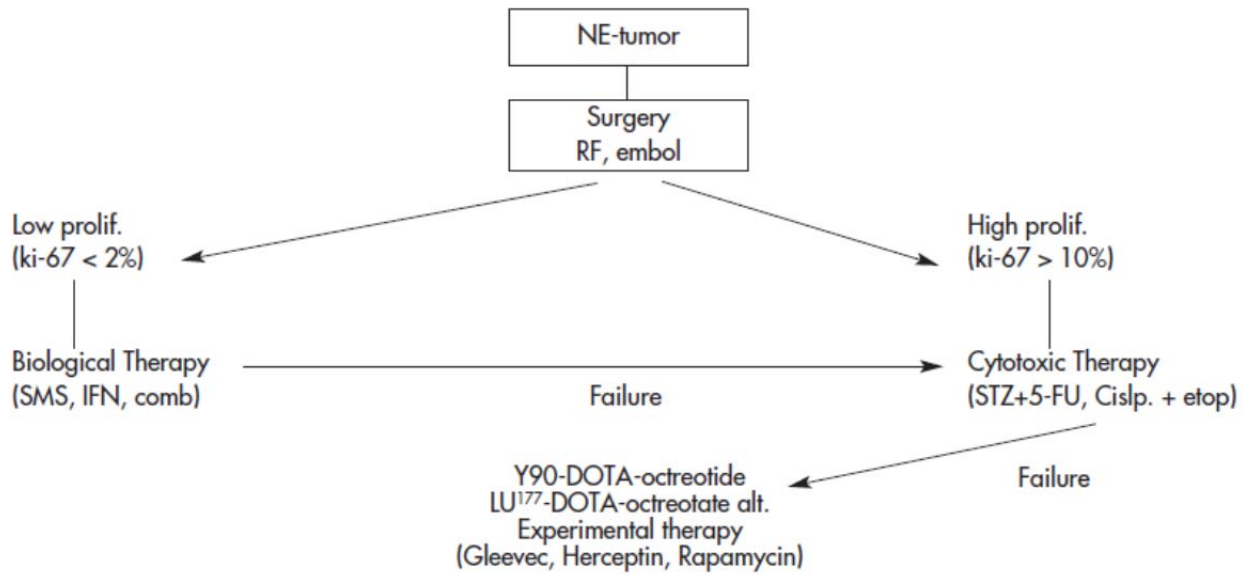 NE-tumor
Surgery
RF, embol
Low prolif.
(ki-67 < 2%)
High prolif.
(ki-67 > 10%)
Biological Therapy
(SMS, IFN, comb)
Failure
Cytotoxic Therapy
(STZ+5-FU, Cislp. + etop)
Failure
Y90-DOTA-octreotide
LU¹⁷⁷-DOTA-octreotate alt.
Experimental therapy
(Gleevec, Herceptin, Rapamycin)